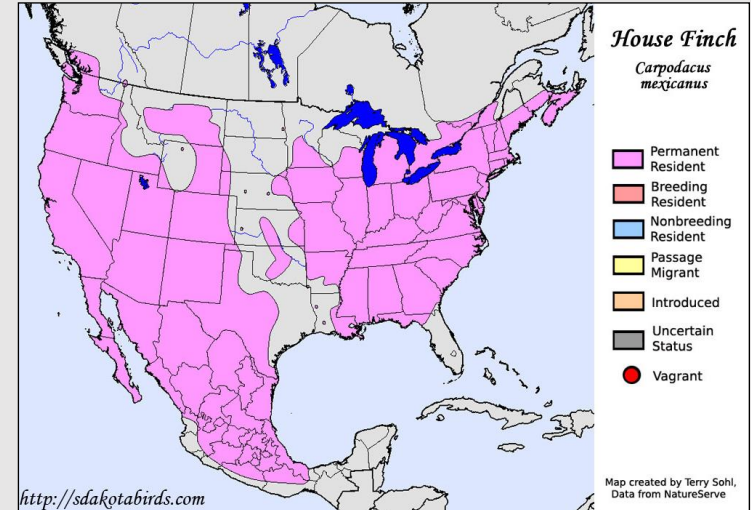 House Finch
Carpodacus
mexicanus
Permanent
Resident
Breeding
Resident
Nonbreeding
Resident
Passage
Migrant
Introduced
Uncertain
Status
Vagrant
Map created by Terry Sohl,
Data from NatureServe
http://sdakotabirds.com